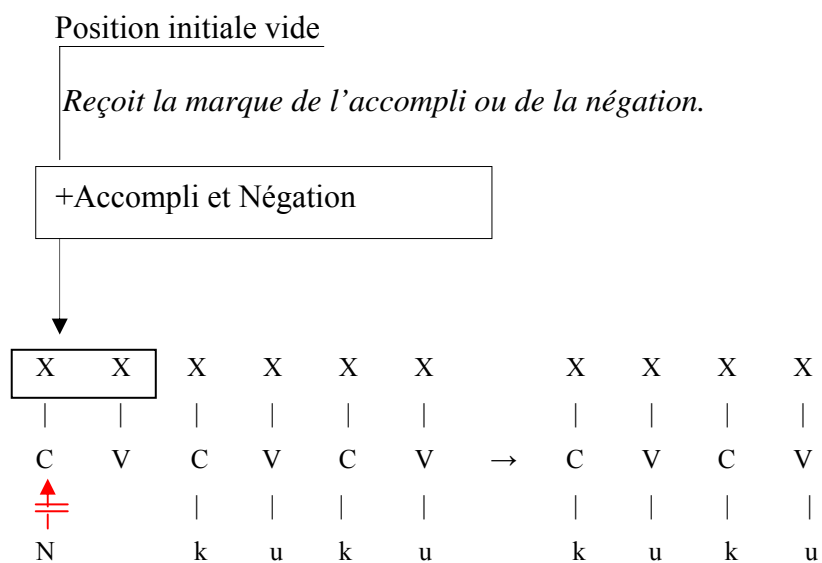 Position initiale vide
Reçoit la marque de l’accompli ou de la négation.
+Accompli et Négation
X X X X X X X X X X
| | | | | | | | | |
C V C V C V → C V C V
| | | | | | | |
N k u k u k u k u